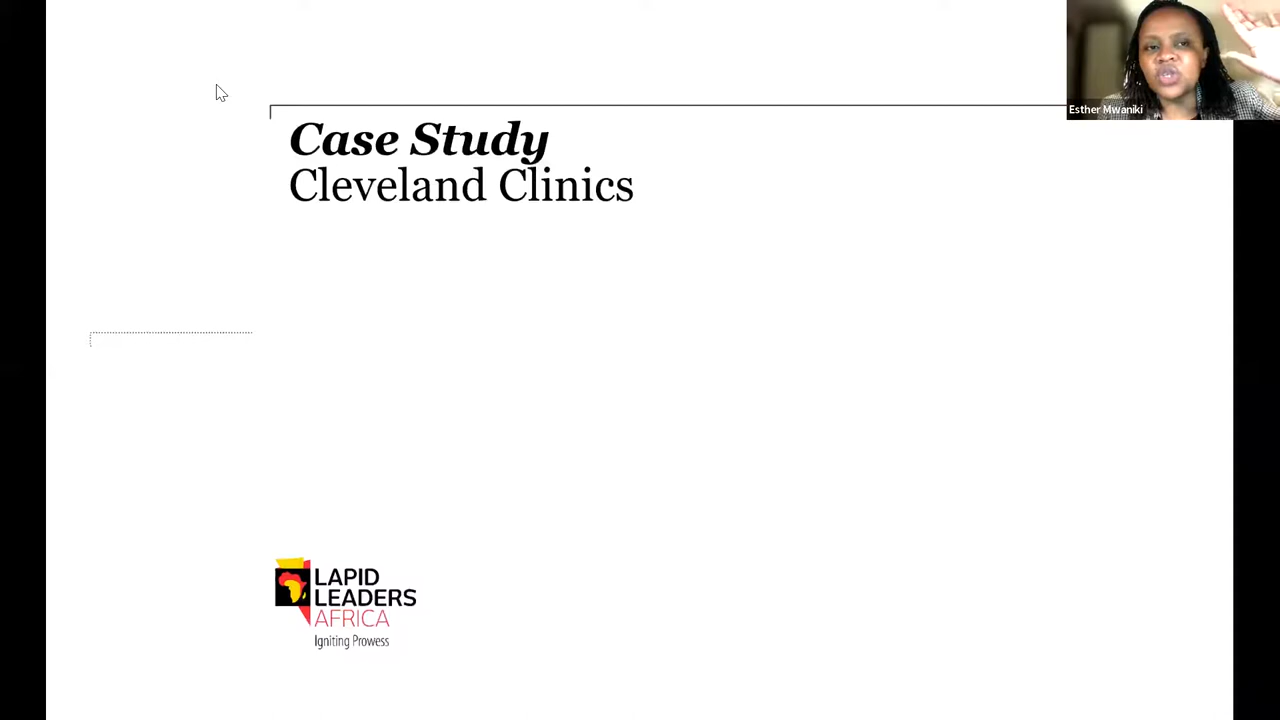 Esther Mwaniki
Case Study
Cleveland Clinics
LAPID
LEADERS
AFRICA
Igniting Prowess